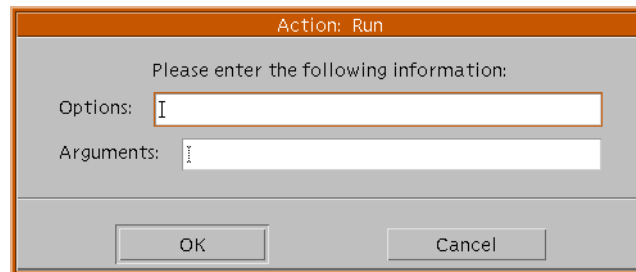 Action: Run
Please enter the following information:
Options:
Arguments:
OK Cancel